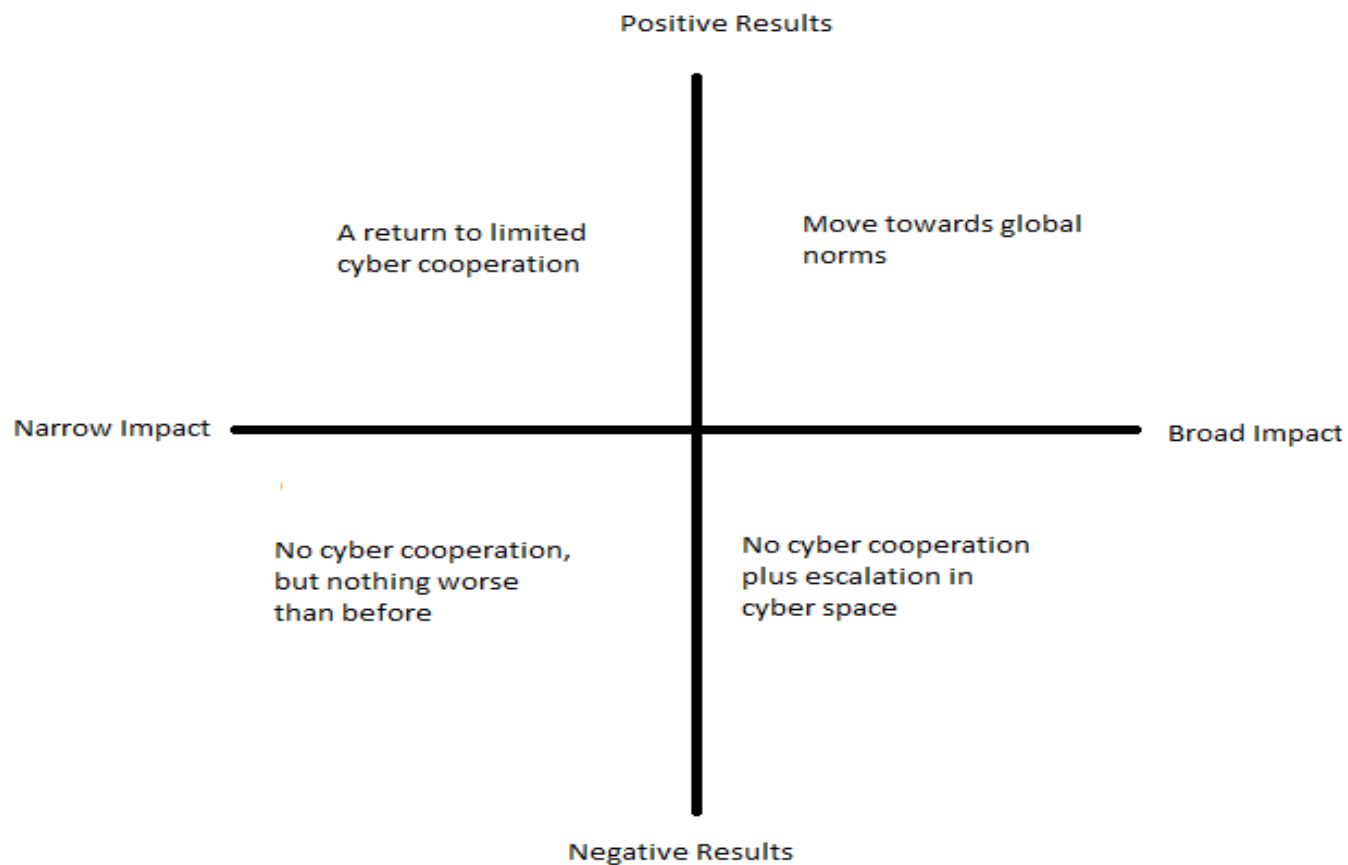 Positive Results
A return to limited
cyber cooperation
Move towards global
norms
Narrow Impact
Broad Impact
No cyber cooperation,
but nothing worse
than before
No cyber cooperation
plus escalation in
cyber space
Negative Results